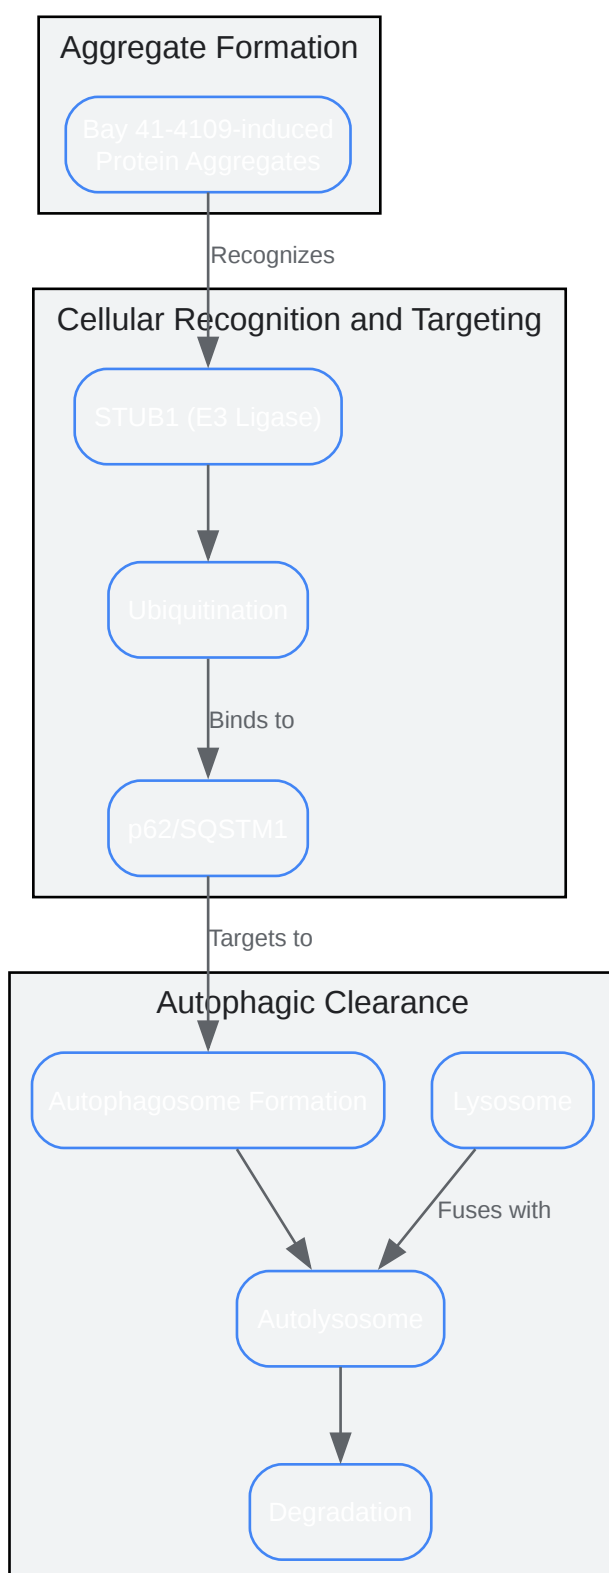 Aggregate Formation
Bay 41-4109-induced
Protein Aggregates
Recognizes
Cellular Recognition and Targeting
STUB1 (E3 Ligase)
Ubiquitination
Binds to
p62/SQSTM1
Targets to
Autophagic Clearance
Autophagosome Formation
Lysosome
Fuses with
Autolysosome
Degradation